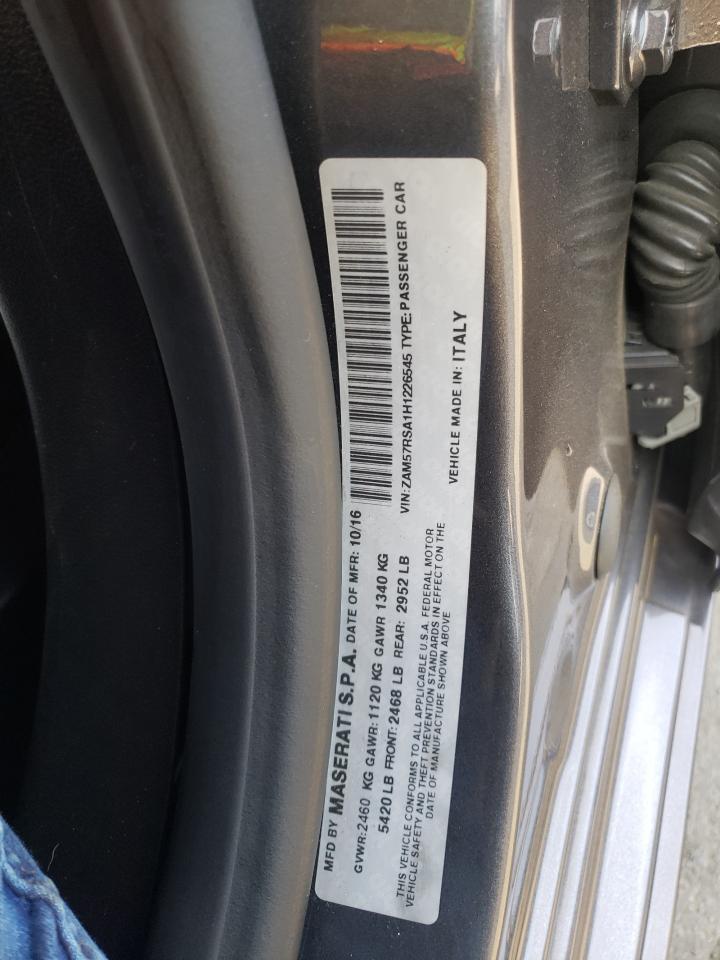 MFD BY MASERATI S.P.A. DATE OF MFR: 10/16
GVWR: 2460 KG GAWR: 1120 KG GAWR 1340 KG
5420 LB FRONT: 2468 LB REAR: 2952 LB
THIS VEHICLE CONFORMS TO ALL APPLICABLE U.S.A. FEDERAL MOTOR
VEHICLE SAFETY AND THEFT PREVENTION STANDARDS IN EFFECT ON THE
DATE OF MANUFACTURE SHOWN ABOVE
VIN: ZAM57RSA1H1226545 TYPE: PASSENGER CAR
VEHICLE MADE IN: ITALY